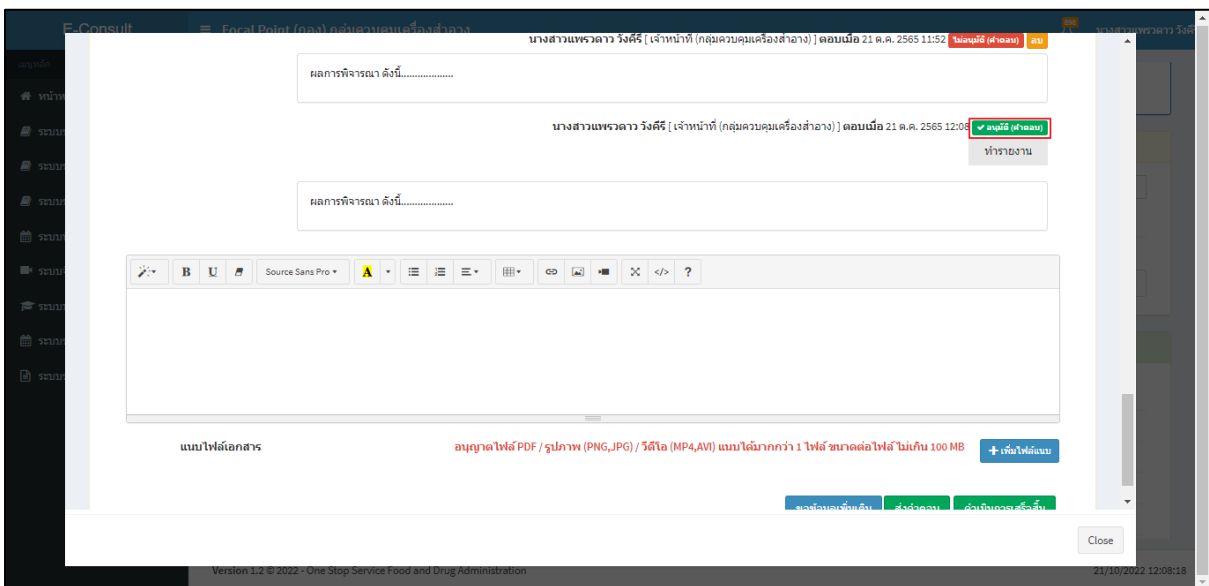 E-Consult
Focal Point (กอง) กลุ่มควบคุมเครื่องสำอาง
นางสาวแพรวดาว วังคีรี [ เจ้าหน้าที่ (กลุ่มควบคุมเครื่องสำอาง) ] ตอบเมื่อ 21 ต.ค. 2565 11:52 ไม่อนุมัติ (คำตอบ) ลบ
เมนูหลัก
ผลการพิจารณา ดังนี้...................
นางสาวแพรวดาว วังคีรี [ เจ้าหน้าที่ (กลุ่มควบคุมเครื่องสำอาง) ] ตอบเมื่อ 21 ต.ค. 2565 12:08 อนุมัติ (คำตอบ)
ทำรายงาน
ผลการพิจารณา ดังนี้...................
B U Source Sans Pro A </> ?
แนบไฟล์เอกสาร
อนุญาตไฟล์ PDF / รูปภาพ (PNG,JPG) / วีดีโอ (MP4,AVI) แนบได้มากกว่า 1 ไฟล์ ขนาดต่อไฟล์ ไม่เกิน 100 MB
เพิ่มไฟล์แนบ
ขอข้อมูลเพิ่มเติม ส่งคำตอบ ดำเนินการเสร็จสิ้น
Close
Version 1.2 © 2022 - One Stop Service Food and Drug Administration
21/10/2022 12:08:18